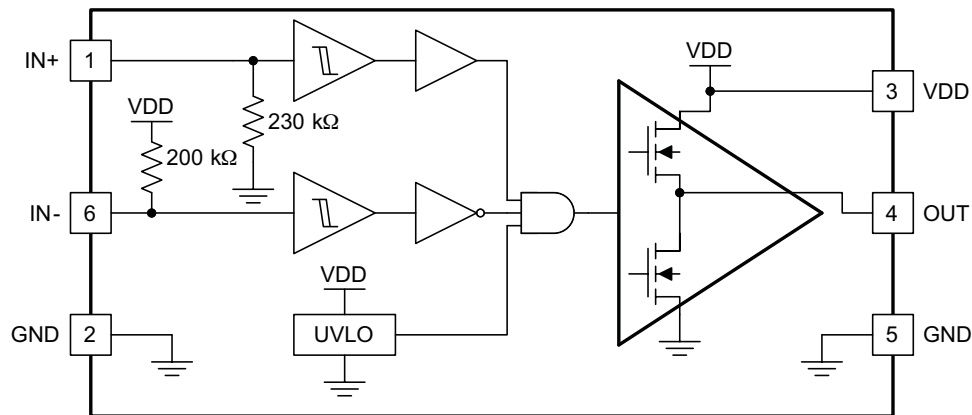 VDD
IN+ 1
3 VDD
VDD
230 kΩ
200 kΩ
IN- 6
4 OUT
VDD
GND 2
UVLO
5 GND